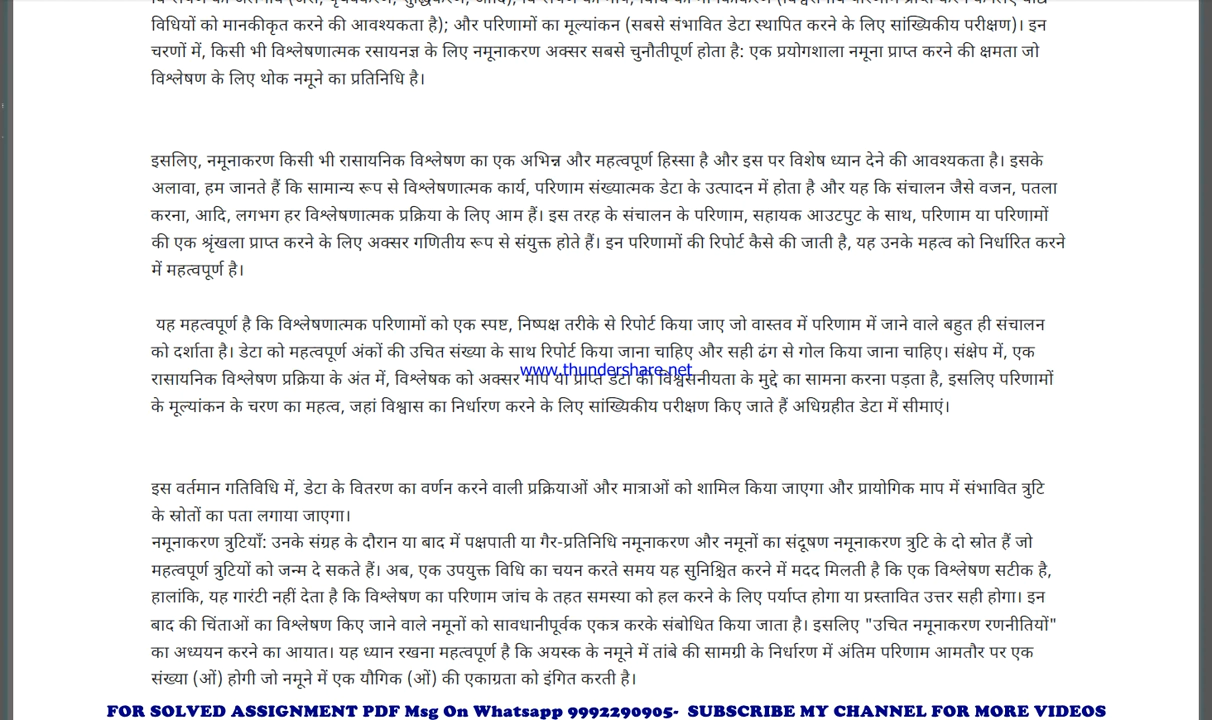 विधियों को मानकीकृत करने की आवश्यकता है); और परिणामों का मूल्यांकन (सबसे संभावित डेटा स्थापित करने के लिए सांख्यिकीय परीक्षण)। इन
चरणों में, किसी भी विश्लेषणात्मक रसायनज्ञ के लिए नमूनाकरण अक्सर सबसे चुनौतीपूर्ण होता है: एक प्रयोगशाला नमूना प्राप्त करने की क्षमता जो
विश्लेषण के लिए थोक नमूने का प्रतिनिधि है।
इसलिए, नमूनाकरण किसी भी रासायनिक विश्लेषण का एक अभिन्न और महत्वपूर्ण हिस्सा है और इस पर विशेष ध्यान देने की आवश्यकता है। इसके
अलावा, हम जानते हैं कि सामान्य रूप से विश्लेषणात्मक कार्य, परिणाम संख्यात्मक डेटा के उत्पादन में होता है और यह कि संचालन जैसे वजन, पतला
करना, आदि, लगभग हर विश्लेषणात्मक प्रक्रिया के लिए आम हैं। इस तरह के संचालन के परिणाम, सहायक आउटपुट के साथ, परिणाम या परिणामों
की एक श्रृंखला प्राप्त करने के लिए अक्सर गणितीय रूप से संयुक्त होते हैं। इन परिणामों की रिपोर्ट कैसे की जाती है, यह उनके महत्व को निर्धारित करने
में महत्वपूर्ण है।
यह महत्वपूर्ण है कि विश्लेषणात्मक परिणामों को एक स्पष्ट, निष्पक्ष तरीके से रिपोर्ट किया जाए जो वास्तव में परिणाम में जाने वाले बहुत ही संचालन
को दर्शाता है। डेटा को महत्वपूर्ण अंकों की उचित संख्या के साथ रिपोर्ट किया जाना चाहिए और सही ढंग से गोल किया जाना चाहिए। संक्षेप में, एक
www.thundershare.net
रासायनिक विश्लेषण प्रक्रिया के अंत में, विश्लेषक को अक्सर माप या प्राप्त डेटा की विश्वसनीयता के मुद्दे का सामना करना पड़ता है, इसलिए परिणामों
के मूल्यांकन के चरण का महत्व, जहां विश्वास का निर्धारण करने के लिए सांख्यिकीय परीक्षण किए जाते हैं अधिग्रहीत डेटा में सीमाएं।
इस वर्तमान गतिविधि में, डेटा के वितरण का वर्णन करने वाली प्रक्रियाओं और मात्राओं को शामिल किया जाएगा और प्रायोगिक माप में संभावित त्रुटि
के स्रोतों का पता लगाया जाएगा।
नमूनाकरण त्रुटियाँ: उनके संग्रह के दौरान या बाद में पक्षपाती या गैर-प्रतिनिधि नमूनाकरण और नमूनों का संदूषण नमूनाकरण त्रुटि के दो स्रोत हैं जो
महत्वपूर्ण त्रुटियों को जन्म दे सकते हैं। अब, एक उपयुक्त विधि का चयन करते समय यह सुनिश्चित करने में मदद मिलती है कि एक विश्लेषण सटीक है,
हालांकि, यह गारंटी नहीं देता है कि विश्लेषण का परिणाम जांच के तहत समस्या को हल करने के लिए पर्याप्त होगा या प्रस्तावित उत्तर सही होगा। इन
बाद की चिंताओं का विश्लेषण किए जाने वाले नमूनों को सावधानीपूर्वक एकत्र करके संबोधित किया जाता है। इसलिए "उचित नमूनाकरण रणनीतियों"
का अध्ययन करने का आयात। यह ध्यान रखना महत्वपूर्ण है कि अयस्क के नमूने में तांबे की सामग्री के निर्धारण में अंतिम परिणाम आमतौर पर एक
संख्या (ओं) होगी जो नमूने में एक यौगिक (ओं) की एकाग्रता को इंगित करती है।
FOR SOLVED ASSIGNMENT PDF Msg On Whatsapp 9992290905- SUBSCRIBE MY CHANNEL FOR MORE VIDEOS